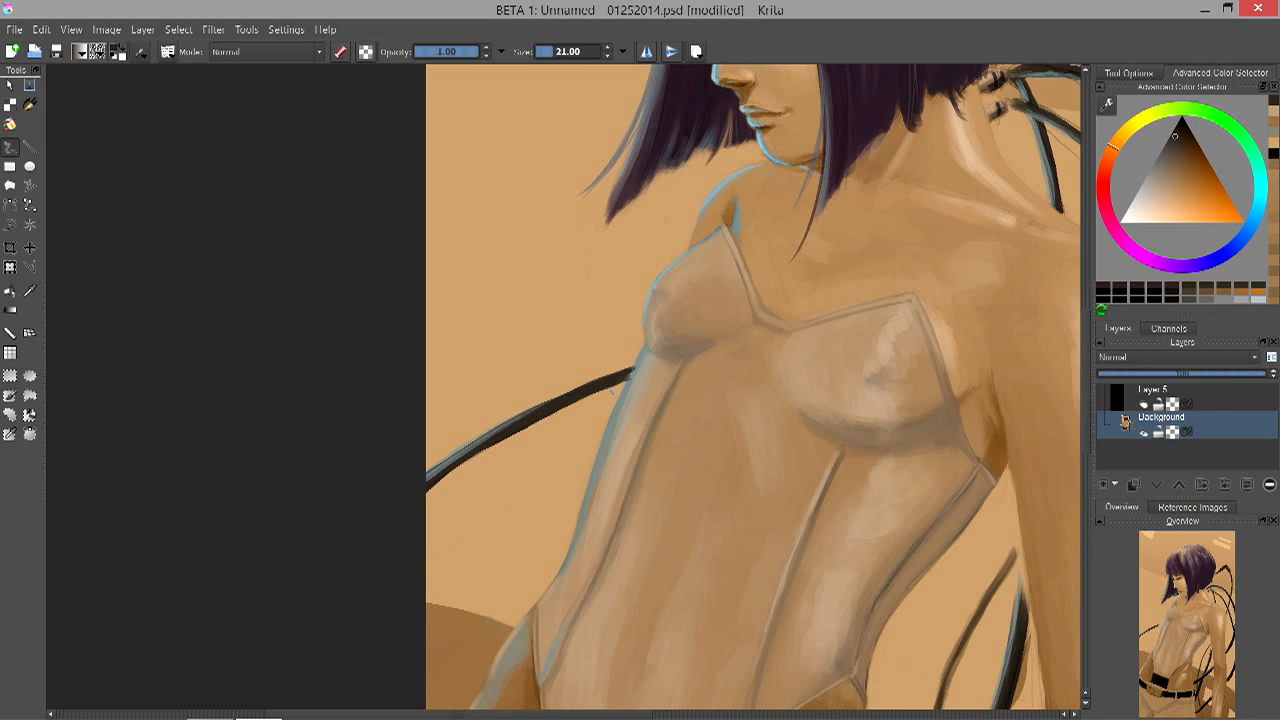 BETA 1: Unnamed 01252014.psd [modified] Krita
File Edit View Image Layer Select Filter Tools Settings Help
Mode: Normal Opacity: 1.00 Size: 21.00
Tools
Tool Options Advanced Color Selector
Advanced Color Selector
Layers Channels
Layers
Normal
100
Layer 5
Background
Overview Reference Images
Overview